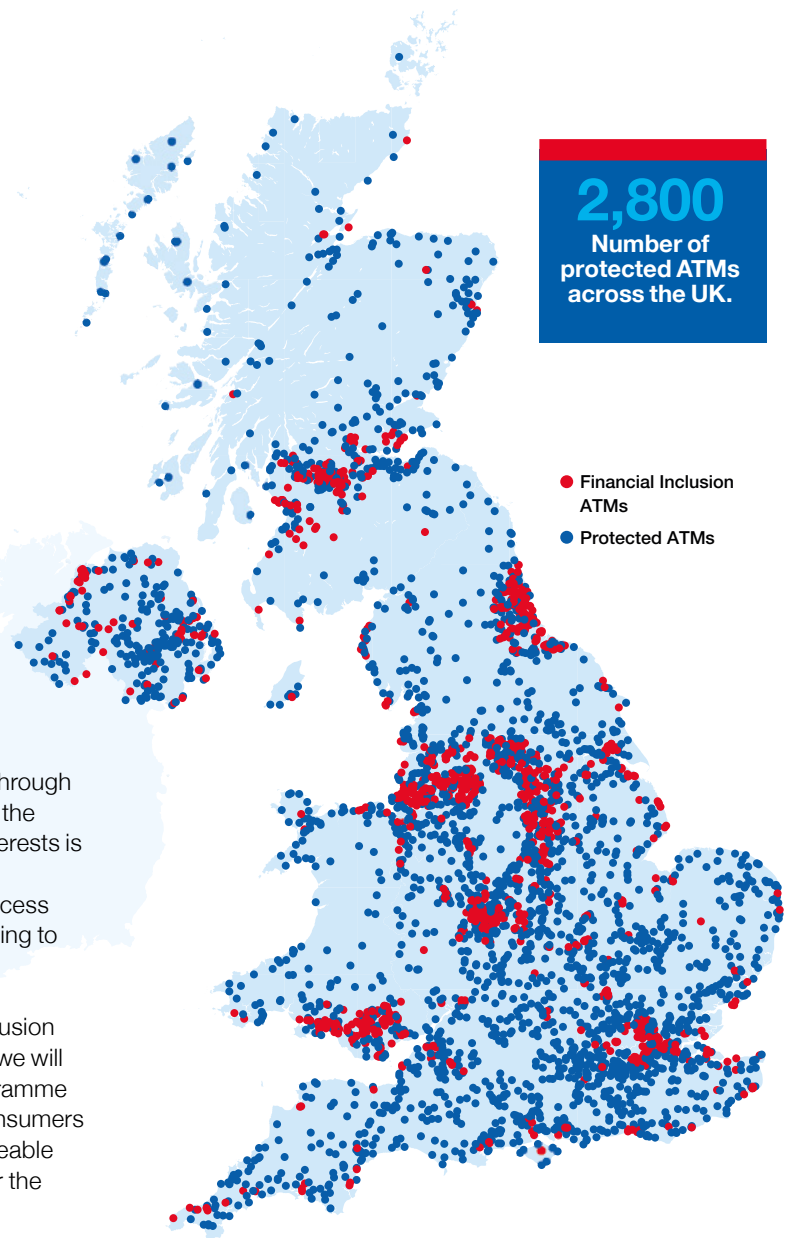 2,800
Number of
protected ATMs
across the UK.
Financial Inclusion
ATMs
Protected ATMs
hrough
the
erests is
cess
ing to
usion
we will
ramme
nsumers
eable
r the